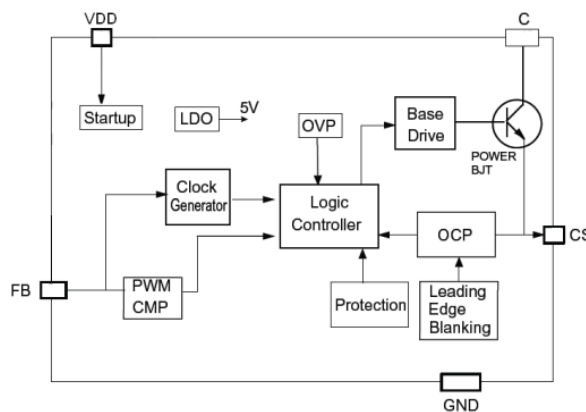 VDD
C
Startup
LDO
5V
OVP
Base
Drive
POWER
BJT
Clock
Generator
Logic
Controller
OCP
CS
FB
PWM
CMP
Protection
Leading
Edge
Blanking
GND